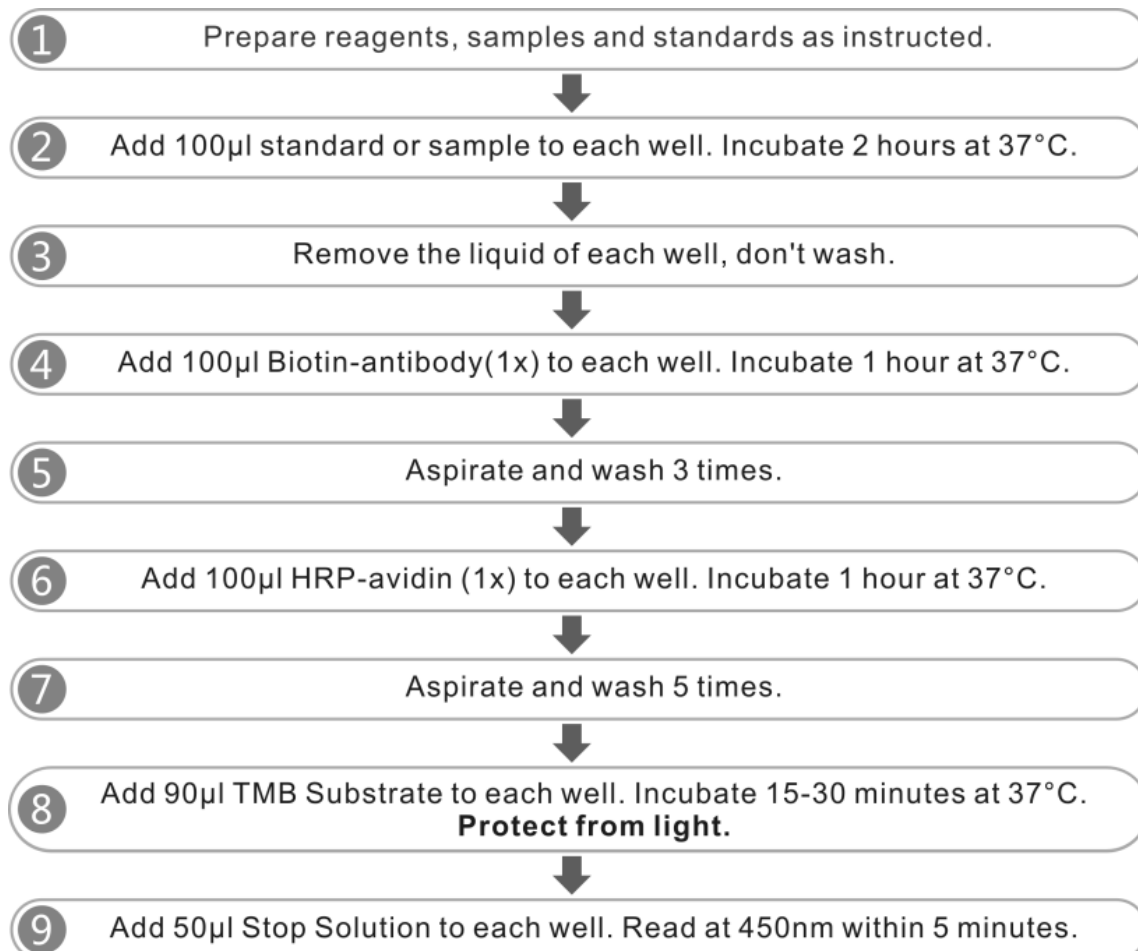 1 Prepare reagents, samples and standards as instructed.
2 Add 100µl standard or sample to each well. Incubate 2 hours at 37°C.
3 Remove the liquid of each well, don't wash.
4 Add 100µl Biotin-antibody(1x) to each well. Incubate 1 hour at 37°C.
5 Aspirate and wash 3 times.
6 Add 100µl HRP-avidin (1x) to each well. Incubate 1 hour at 37°C.
7 Aspirate and wash 5 times.
8 Add 90µl TMB Substrate to each well. Incubate 15-30 minutes at 37°C.
Protect from light.
9 Add 50µl Stop Solution to each well. Read at 450nm within 5 minutes.